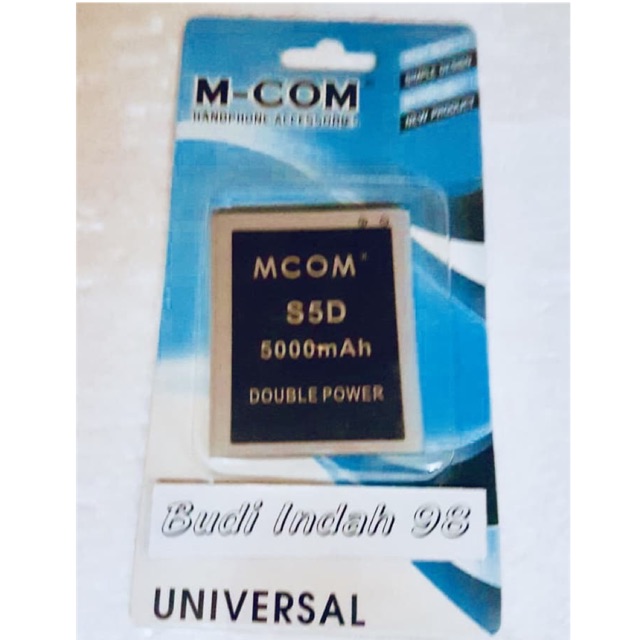 M-COM
HANDPHONE ACCESSORIES
SIMPLE DESIGN
NEW PRODUCT
MCOM
S5D
5000mAh
DOUBLE POWER
Budi Indah 98
UNIVERSAL